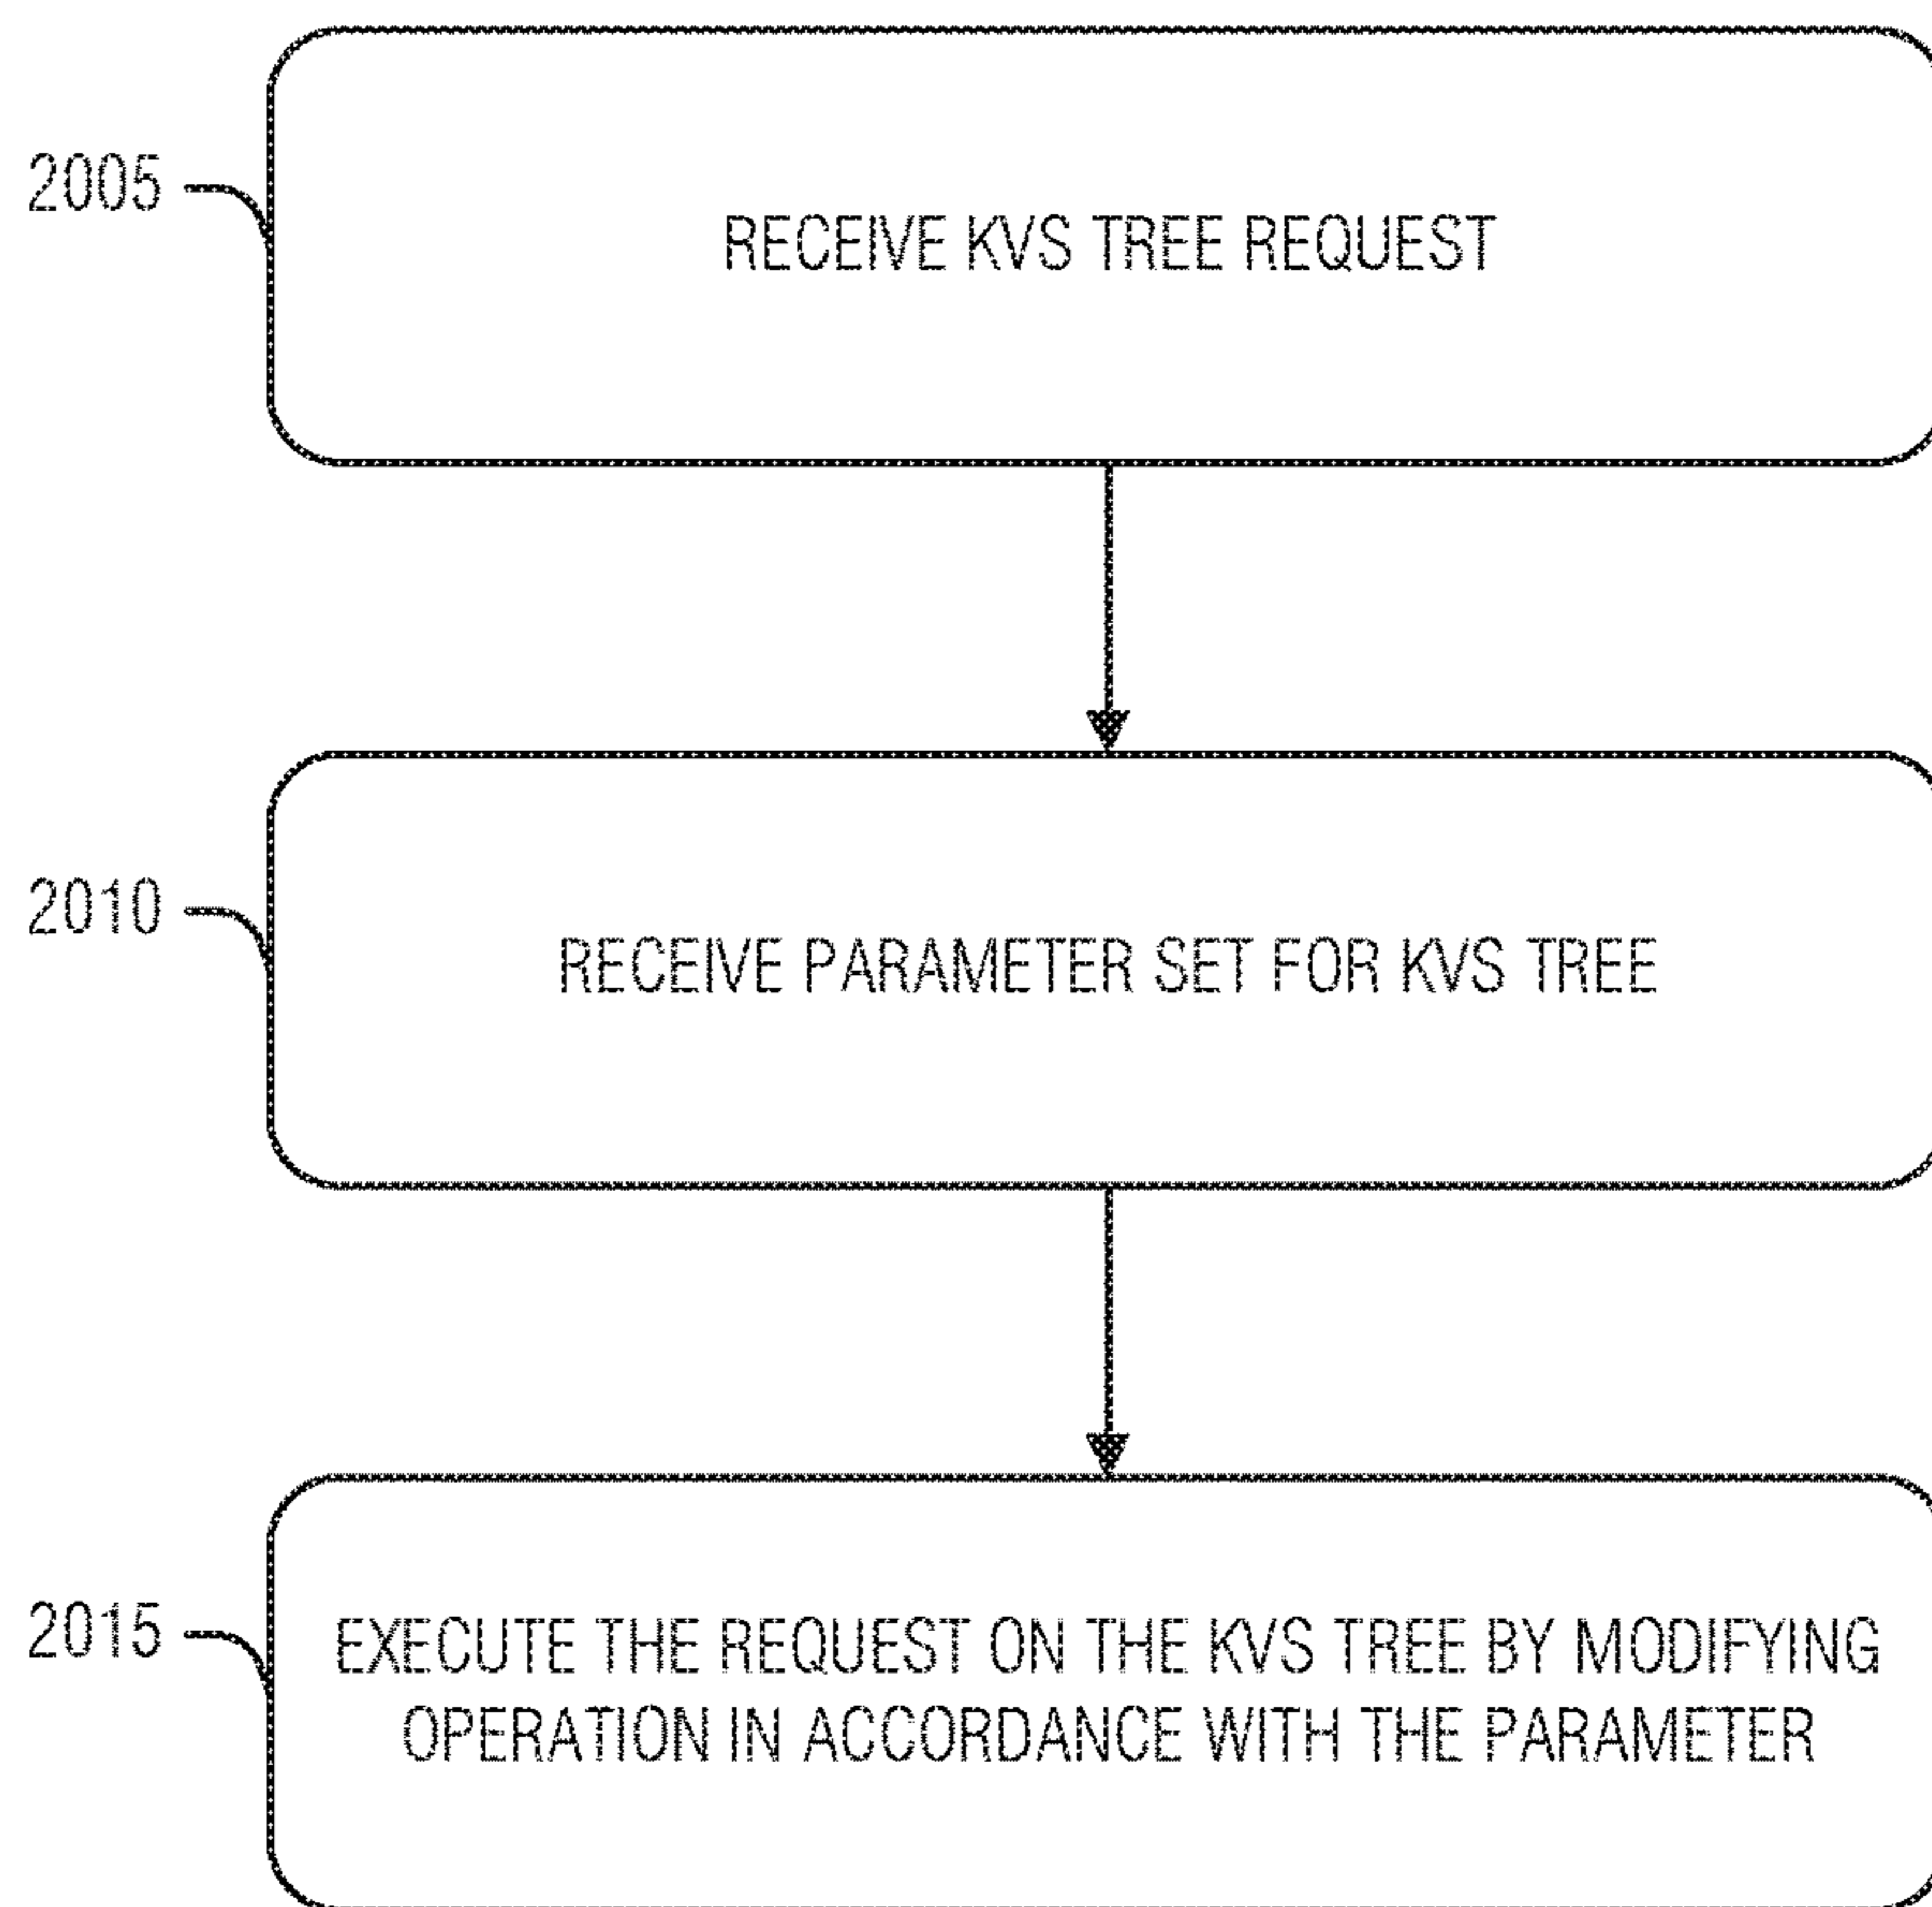 2005
RECEIVE KVS TREE REQUEST
2010
RECEIVE PARAMETER SET FOR KVS TREE
2015
EXECUTE THE REQUEST ON THE KVS TREE BY MODIFYING
OPERATION IN ACCORDANCE WITH THE PARAMETER